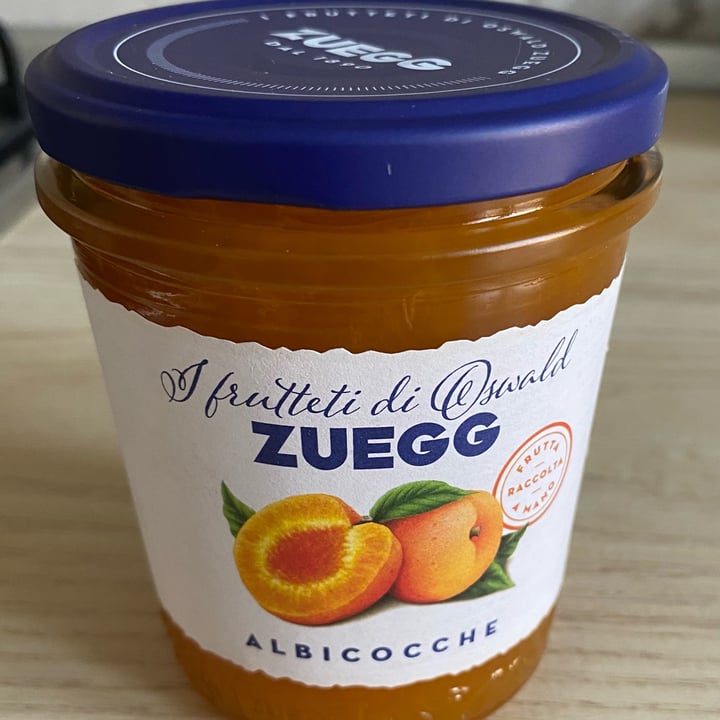 I FRUTTETI DI OSWALD ZUEGG
ZUEGG
DAL 1890
I frutteti di Oswald
ZUEGG
FRUTTA
RACCOLTA
A MANO
ALBICOCCHE